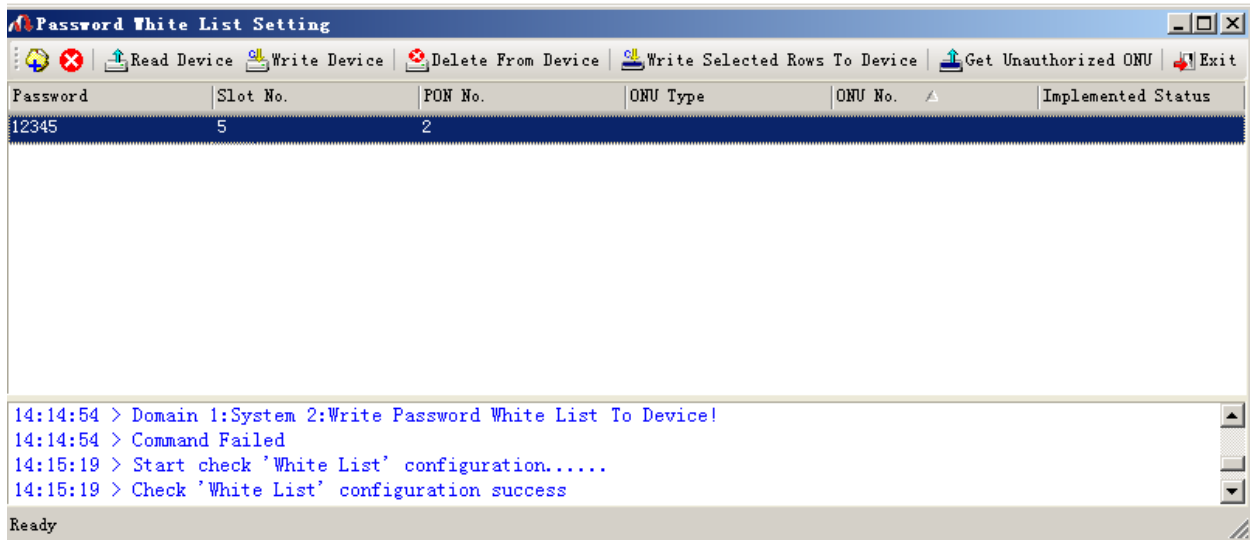 Password White List Setting
Read Device Write Device Delete From Device Write Selected Rows To Device Get Unauthorized ONU Exit
Password Slot No. PON No. ONU Type ONU No. Implemented Status
12345 5 2
14:14:54 > Domain 1:System 2:Write Password White List To Device!
14:14:54 > Command Failed
14:15:19 > Start check 'White List' configuration......
14:15:19 > Check 'White List' configuration success
Ready